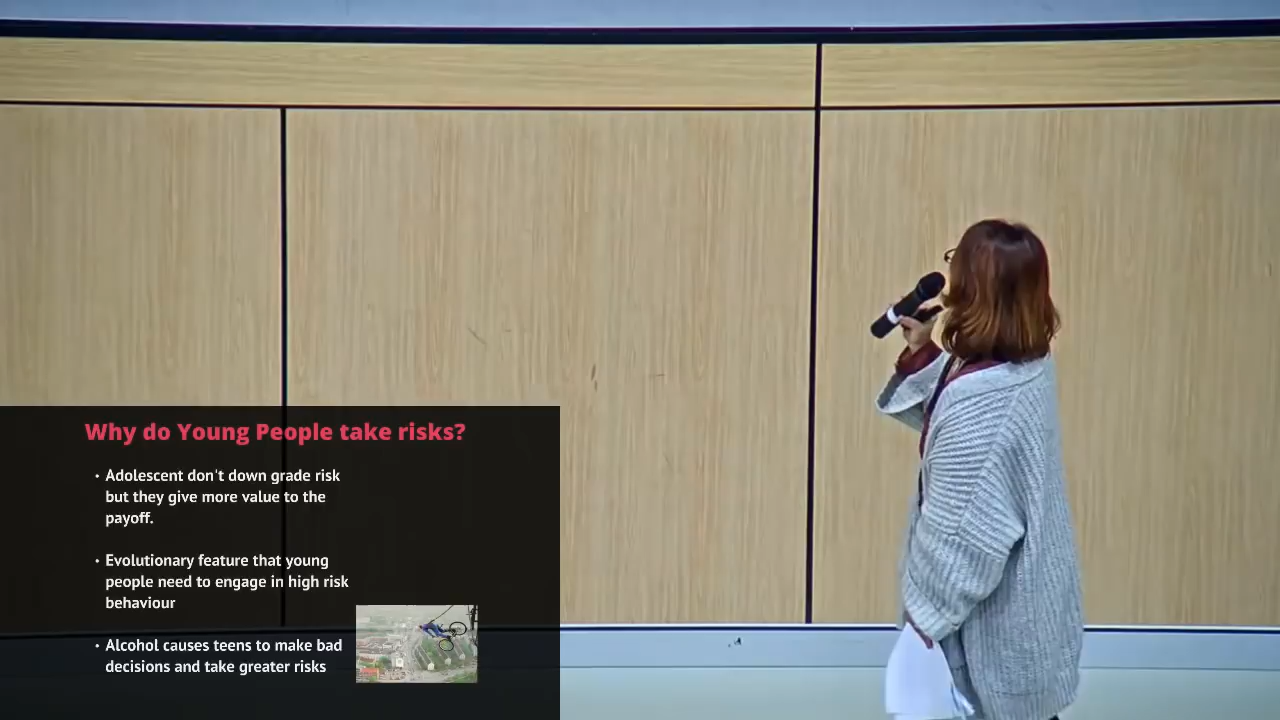 Why do Young People take risks?
• Adolescent don't down grade risk
but they give more value to the
payoff.
• Evolutionary feature that young
people need to engage in high risk
behaviour
• Alcohol causes teens to make bad
decisions and take greater risks